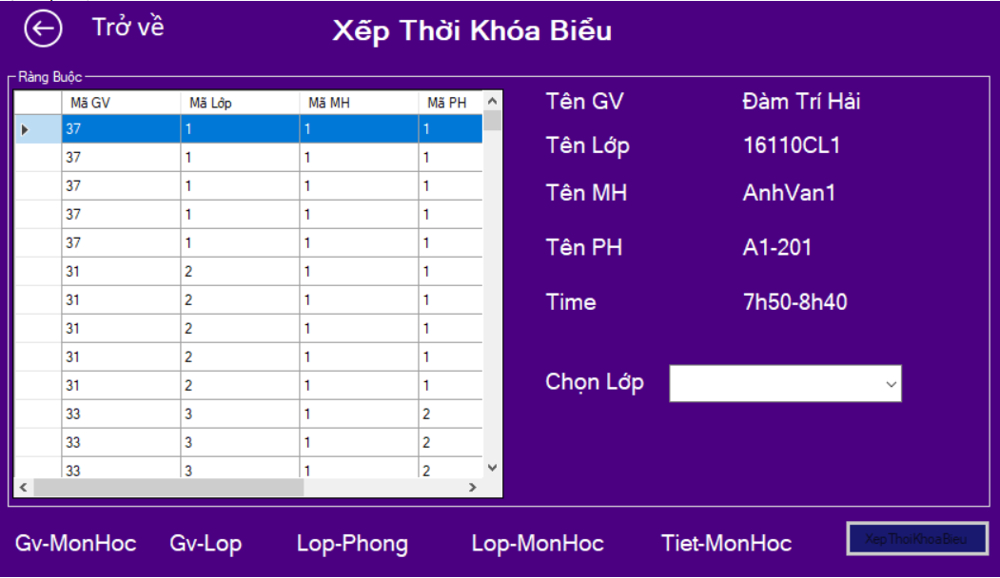 Trở về
Xếp Thời Khóa Biểu
Ràng Buộc
Mã GV Mã Lớp Mã MH Mã PH
37 1 1 1
37 1 1 1
37 1 1 1
37 1 1 1
37 1 1 1
31 2 1 1
31 2 1 1
31 2 1 1
31 2 1 1
31 2 1 1
33 3 1 2
33 3 1 2
33 3 1 2
Tên GV Đàm Trí Hải
Tên Lớp 16110CL1
Tên MH AnhVan1
Tên PH A1-201
Time 7h50-8h40
Chọn Lớp
Gv-MonHoc Gv-Lop Lop-Phong Lop-MonHoc Tiet-MonHoc XepThoiKhoaBieu